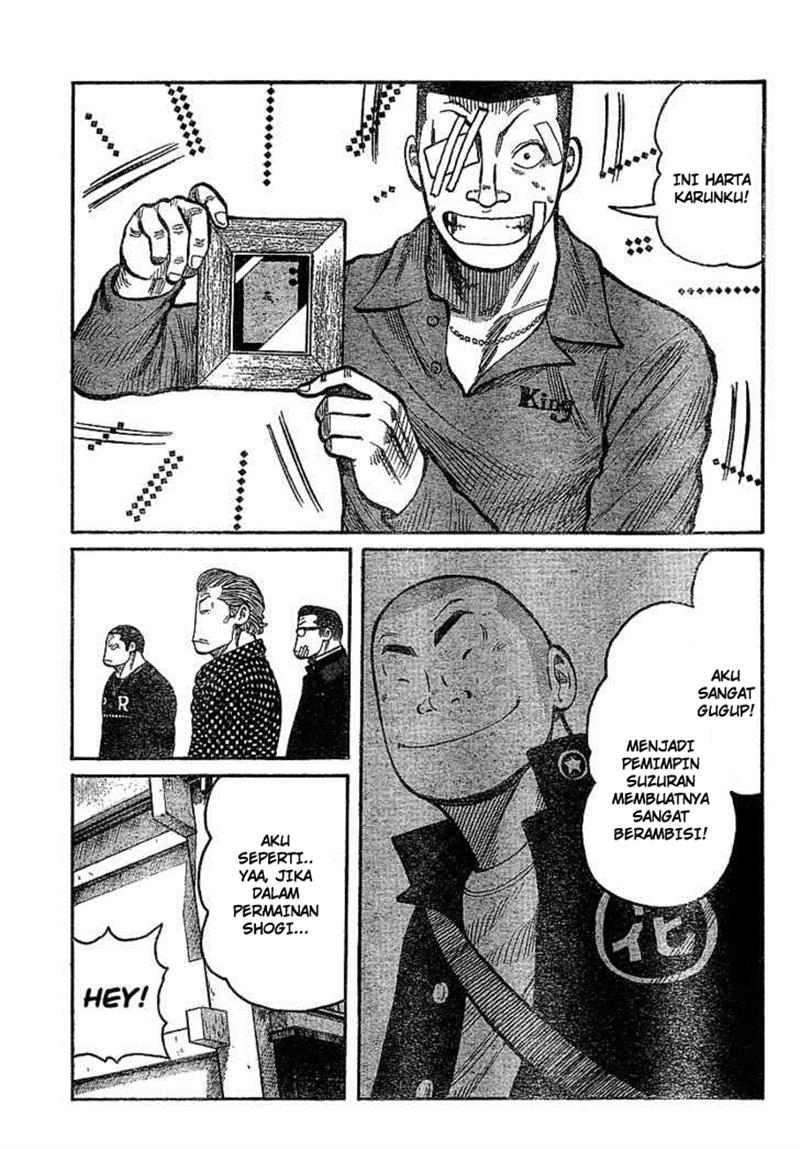 INI HARTA
KARUNKU!
King
AKU
SANGAT
GUGUP!
MENJADI
PEMIMPIN
SUZURAN
MEMBUATNYA
SANGAT
BERAMBISI!
花
R
AKU
SEPERTI..
YAA, JIKA
DALAM
PERMAINAN
SHOGI...
HEY!